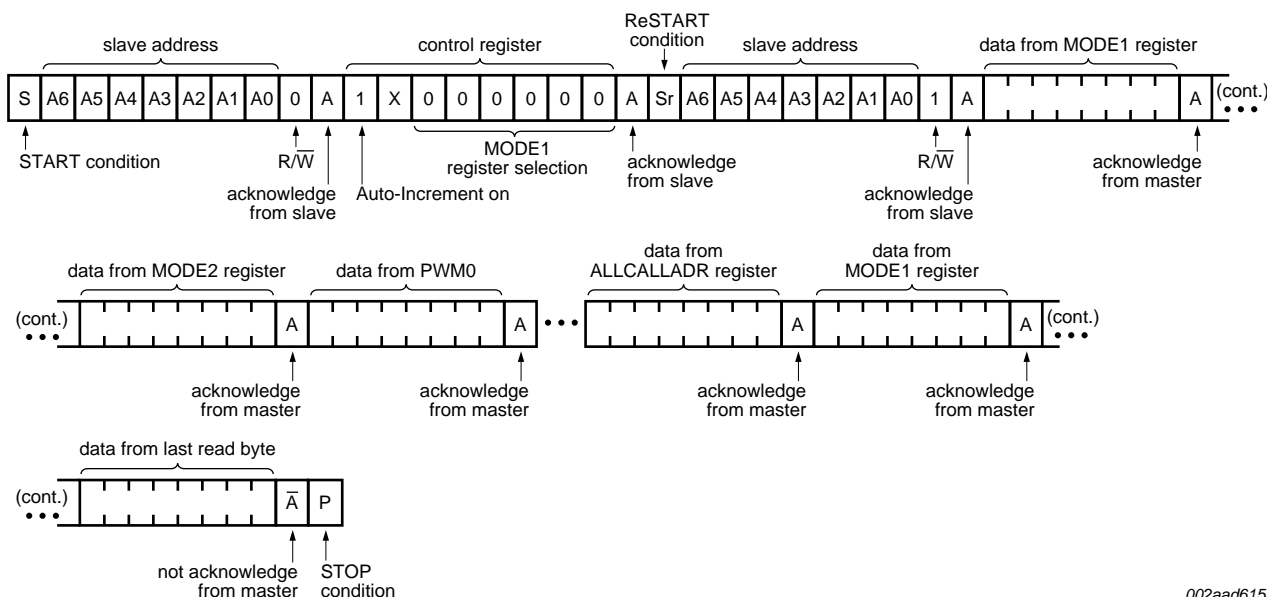 ReSTART
condition
slave address
control register
slave address
data from MODE1 register
S A6 A5 A4 A3 A2 A1 A0 0 A 1 X 0 0 0 0 0 0 A Sr A6 A5 A4 A3 A2 A1 A0 1 A A (cont.)
START condition
R/W̅
acknowledge
from slave
Auto-Increment on
MODE1
register selection
acknowledge
from slave
R/W̅
acknowledge
from slave
acknowledge
from master
data from MODE2 register
data from PWM0
data from
ALLCALLADR register
data from
MODE1 register
(cont.) A A A A (cont.)
acknowledge
from master
acknowledge
from master
acknowledge
from master
acknowledge
from master
data from last read byte
(cont.) A̅ P
not acknowledge
from master
STOP
condition
002aad615